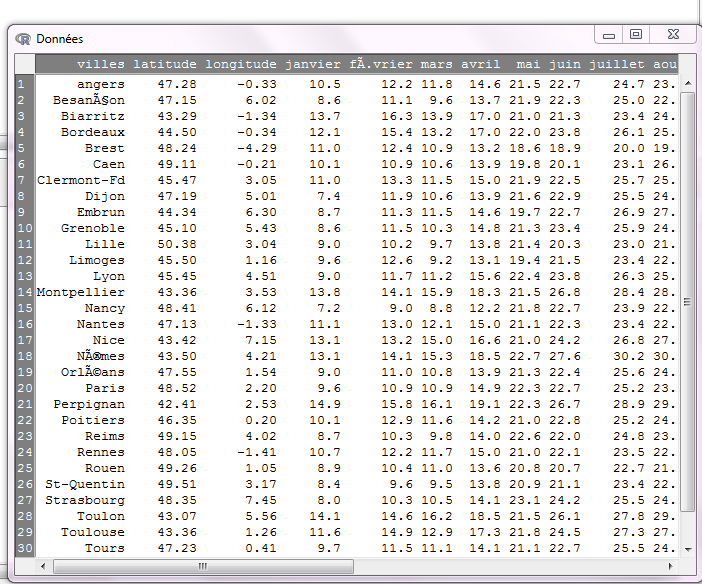 Données
villes latitude longitude janvier fÃ.vrier mars avril mai juin juillet aou
1 angers 47.28 -0.33 10.5 12.2 11.8 14.6 21.5 22.7 24.7 23.
2 BesanÃ§on 47.15 6.02 8.6 11.1 9.6 13.7 21.9 22.3 25.0 22.
3 Biarritz 43.29 -1.34 13.7 16.3 13.9 17.0 21.0 21.3 23.4 24.
4 Bordeaux 44.50 -0.34 12.1 15.4 13.2 17.0 22.0 23.8 26.1 25.
5 Brest 48.24 -4.29 11.0 12.4 10.9 13.2 18.6 18.9 20.0 19.
6 Caen 49.11 -0.21 10.1 10.9 10.6 13.9 19.8 20.1 23.1 26.
7 Clermont-Fd 45.47 3.05 11.0 13.3 11.5 15.0 21.9 22.5 25.7 25.
8 Dijon 47.19 5.01 7.4 11.9 10.6 13.9 21.6 22.9 25.5 24.
9 Embrun 44.34 6.30 8.7 11.3 11.5 14.6 19.7 22.7 26.9 27.
10 Grenoble 45.10 5.43 8.6 11.5 10.3 14.8 21.3 23.4 25.9 24.
11 Lille 50.38 3.04 9.0 10.2 9.7 13.8 21.4 20.3 23.0 21.
12 Limoges 45.50 1.16 9.6 12.6 9.2 13.1 19.4 21.5 23.4 22.
13 Lyon 45.45 4.51 9.0 11.7 11.2 15.6 22.4 23.8 26.3 25.
14 Montpellier 43.36 3.53 13.8 14.1 15.9 18.3 21.5 26.8 28.4 28.
15 Nancy 48.41 6.12 7.2 9.0 8.8 12.2 21.8 22.7 23.9 22.
16 Nantes 47.13 -1.33 11.1 13.0 12.1 15.0 21.1 22.3 23.4 22.
17 Nice 43.42 7.15 13.1 13.2 15.0 16.6 21.0 24.2 26.8 27.
18 NÃ®mes 43.50 4.21 13.1 14.1 15.3 18.5 22.7 27.6 30.2 30.
19 OrlÃ©ans 47.55 1.54 9.0 11.0 10.8 13.9 21.3 22.4 25.6 24.
20 Paris 48.52 2.20 9.6 10.9 10.9 14.9 22.3 22.7 25.2 23.
21 Perpignan 42.41 2.53 14.9 15.8 16.1 19.1 22.3 26.7 28.9 29.
22 Poitiers 46.35 0.20 10.1 12.9 11.6 14.2 21.0 22.8 25.2 24.
23 Reims 49.15 4.02 8.7 10.3 9.8 14.0 22.6 22.0 24.8 23.
24 Rennes 48.05 -1.41 10.7 12.2 11.7 15.0 21.0 22.1 23.5 22.
25 Rouen 49.26 1.05 8.9 10.4 11.0 13.6 20.8 20.7 22.7 21.
26 St-Quentin 49.51 3.17 8.4 9.6 9.5 13.8 20.9 21.1 23.4 22.
27 Strasbourg 48.35 7.45 8.0 10.3 10.5 14.1 23.1 24.2 25.5 24.
28 Toulon 43.07 5.56 14.1 14.6 16.2 18.5 21.5 26.1 27.8 29.
29 Toulouse 43.36 1.26 11.6 14.9 12.9 17.3 21.8 24.5 27.3 27.
30 Tours 47.23 0.41 9.7 11.5 11.1 14.1 21.1 22.7 25.5 24.